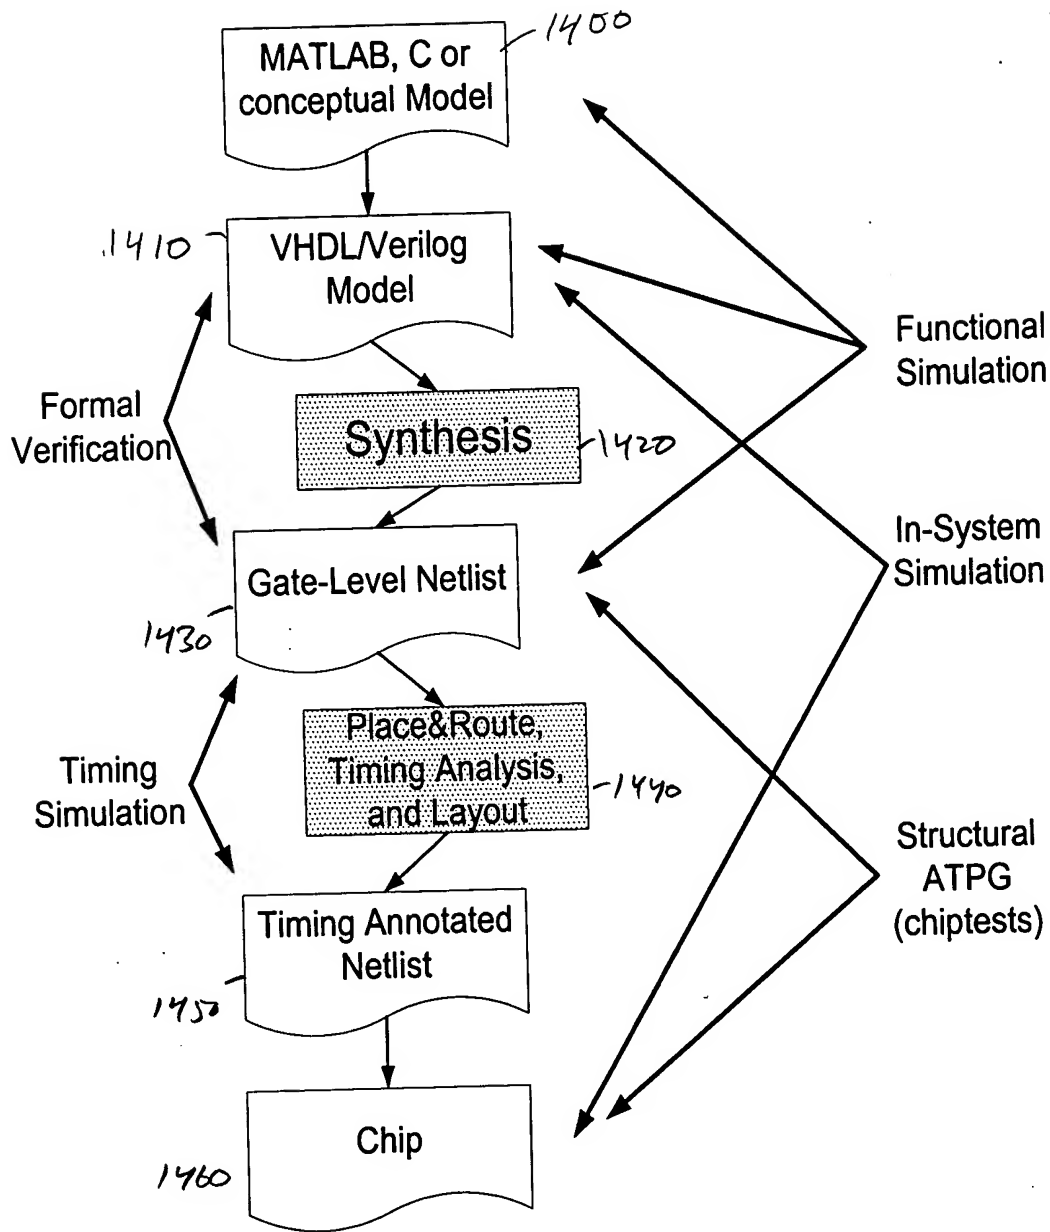 1400
MATLAB, C or
conceptual Model
1410
VHDL/Verilog
Model
Functional
Simulation
Formal
Verification
Synthesis
1420
In-System
Simulation
Gate-Level Netlist
1430
Place&Route,
Timing Analysis,
and Layout
1440
Timing
Simulation
Structural
ATPG
(chiptests)
Timing Annotated
Netlist
1450
Chip
1460